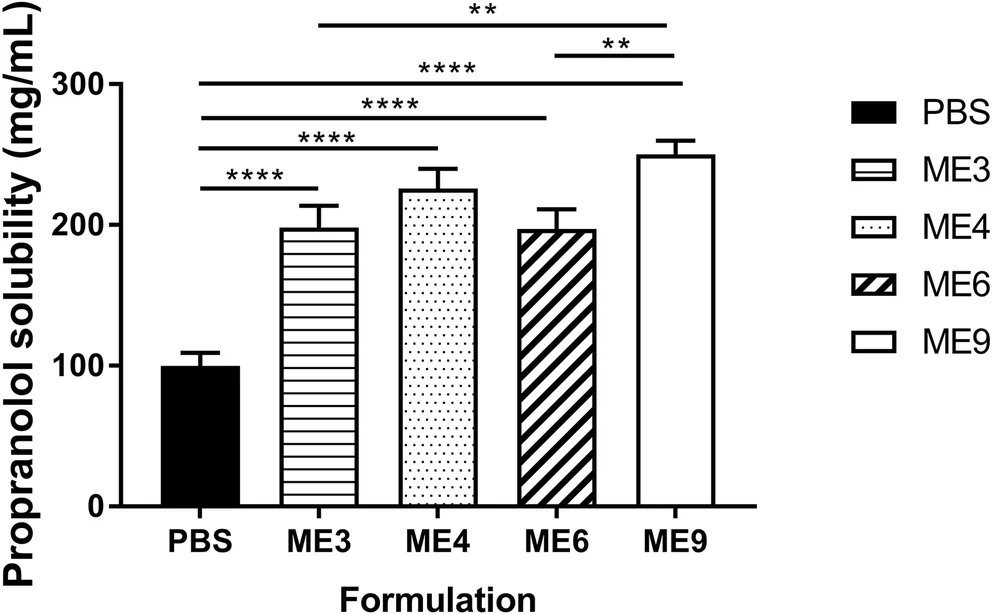 **
**
****
****
****
****
Propranolol solubility (mg/mL)
300
200
100
0
PBS ME3 ME4 ME6 ME9
Formulation
PBS
ME3
ME4
ME6
ME9